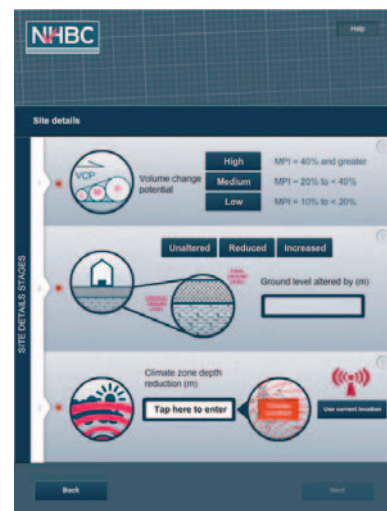 NHBC
Help
Site details
SITE DETAILS STAGES
VCP
Volume change
potential
High
MPI = 40% and greater
Medium
MPI = 20% to < 40%
Low
MPI = 10% to < 20%
Unaltered
Reduced
Increased
Ground level altered by (m)
Climate zone depth
reduction (m)
Tap here to enter
Use current location
Back
Next